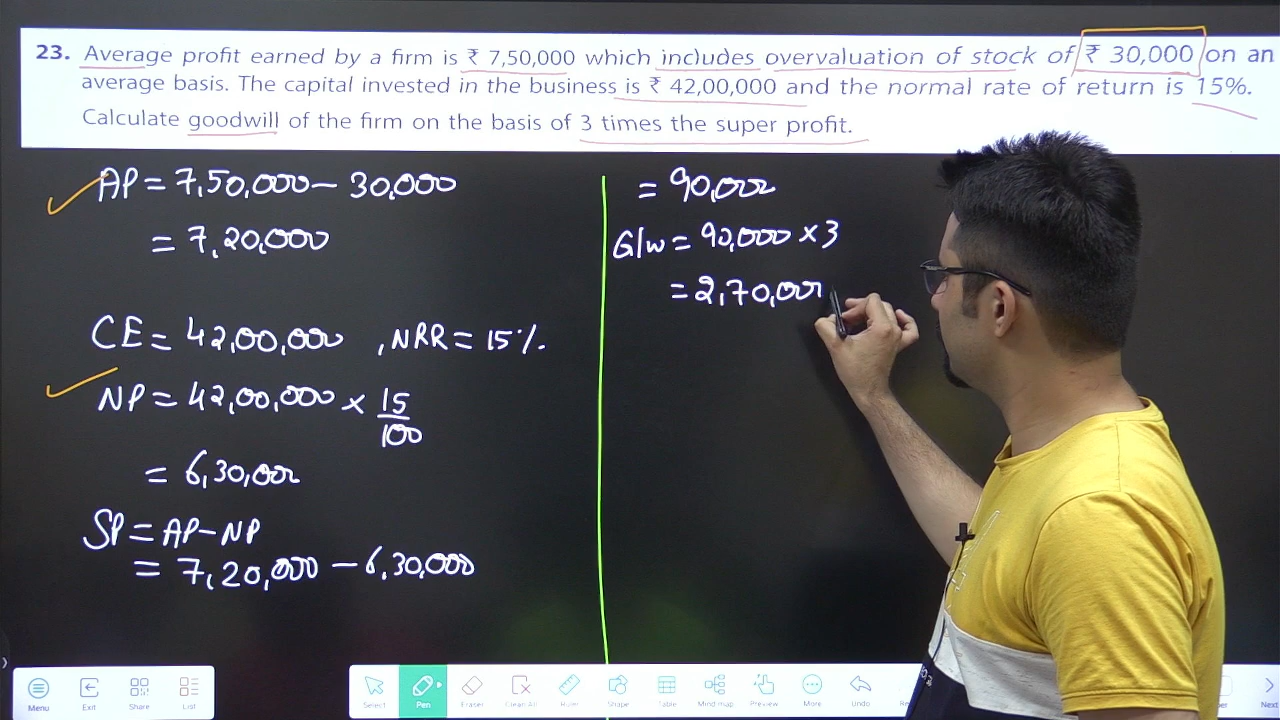 23. Average profit earned by a firm is ₹ 7,50,000 which includes overvaluation of stock of ₹ 30,000 on an
average basis. The capital invested in the business is ₹ 42,00,000 and the normal rate of return is 15%.
Calculate goodwill of the firm on the basis of 3 times the super profit.
AP = 7,50,000 - 30,000
= 7,20,000
CE = 42,00,000 , NRR = 15%.
NP = 42,00,000 × 15/100
= 6,30,000
SP = AP - NP
= 7,20,000 - 6,30,000
= 90,000
G/w = 90,000 × 3
= 2,70,000
Menu Exit Share List Select Pen Eraser Clean All Ruler Shape Table Mind map Preview More Undo Next